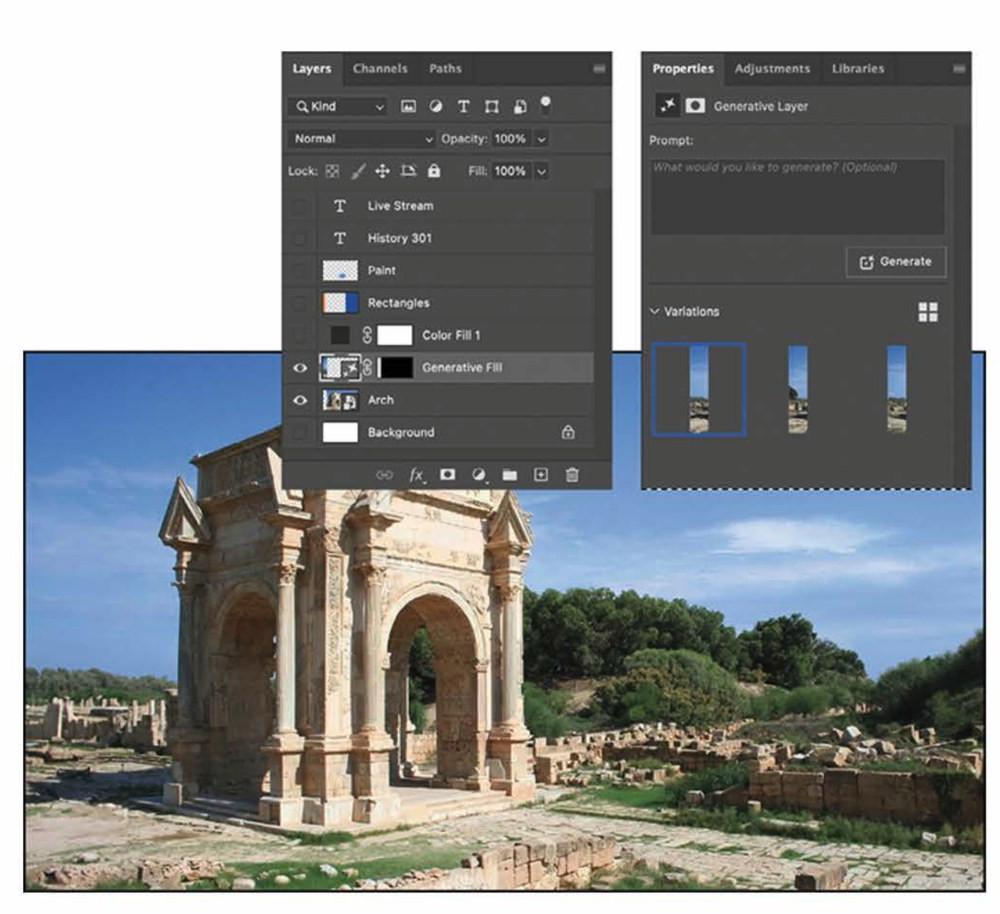 Layers Channels Paths
Kind
Normal Opacity: 100%
Lock: Fill: 100%
T Live Stream
T History 301
Paint
Rectangles
Color Fill 1
Generative Fill
Arch
Background
fx
Properties Adjustments Libraries
Generative Layer
Prompt:
What would you like to generate? (Optional)
Generate
Variations